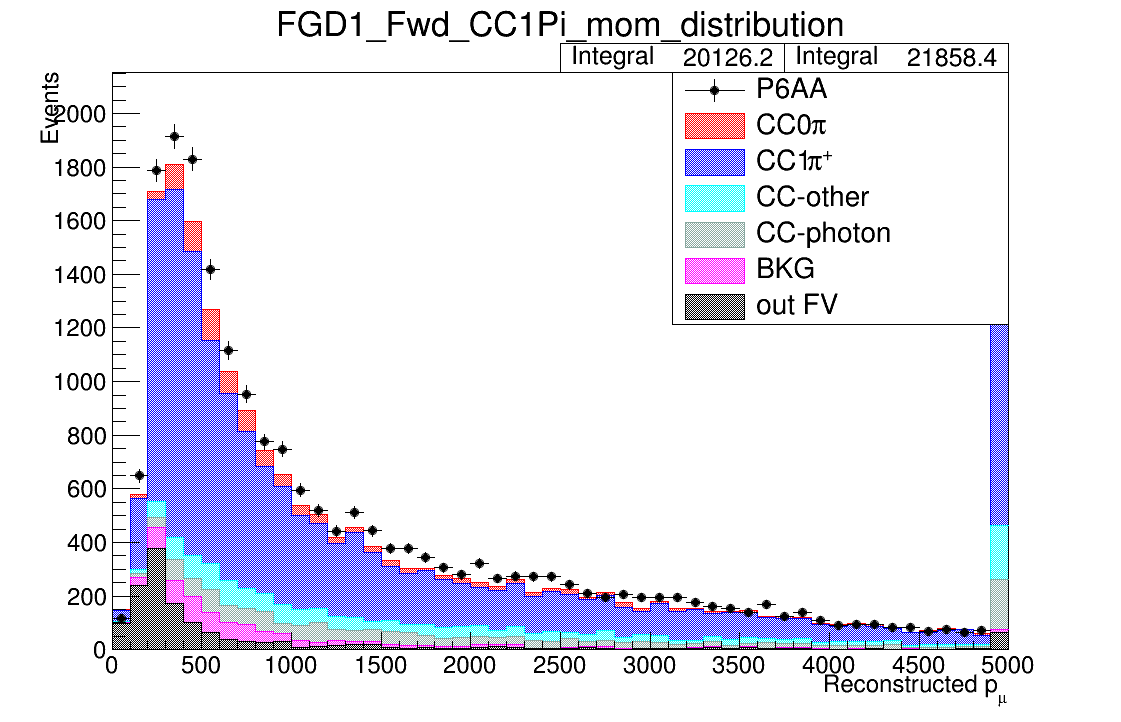 FGD1_Fwd_CC1Pi_mom_distribution
Integral 20126.2 Integral 21858.4
Events
P6AA
CC0π
CC1π⁺
CC-other
CC-photon
BKG
out FV
2000
1800
1600
1400
1200
1000
800
600
400
200
0
0 500 1000 1500 2000 2500 3000 3500 4000 4500 5000
Reconstructed pμ